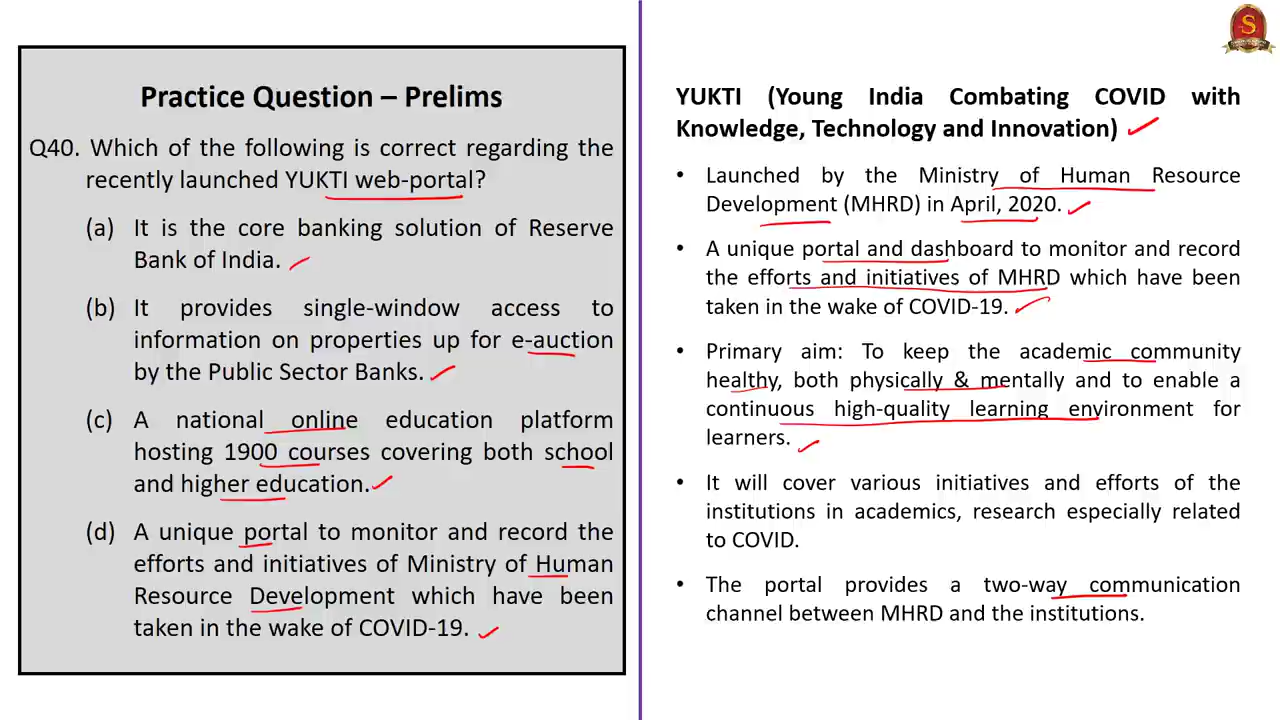 Practice Question – Prelims
Q40. Which of the following is correct regarding the
recently launched YUKTI web-portal?
(a) It is the core banking solution of Reserve
Bank of India.
(b) It provides single-window access to
information on properties up for e-auction
by the Public Sector Banks.
(c) A national online education platform
hosting 1900 courses covering both school
and higher education.
(d) A unique portal to monitor and record the
efforts and initiatives of Ministry of Human
Resource Development which have been
taken in the wake of COVID-19.
YUKTI (Young India Combating COVID with
Knowledge, Technology and Innovation)
• Launched by the Ministry of Human Resource
Development (MHRD) in April, 2020.
• A unique portal and dashboard to monitor and record
the efforts and initiatives of MHRD which have been
taken in the wake of COVID-19.
• Primary aim: To keep the academic community
healthy, both physically & mentally and to enable a
continuous high-quality learning environment for
learners.
• It will cover various initiatives and efforts of the
institutions in academics, research especially related
to COVID.
• The portal provides a two-way communication
channel between MHRD and the institutions.
S